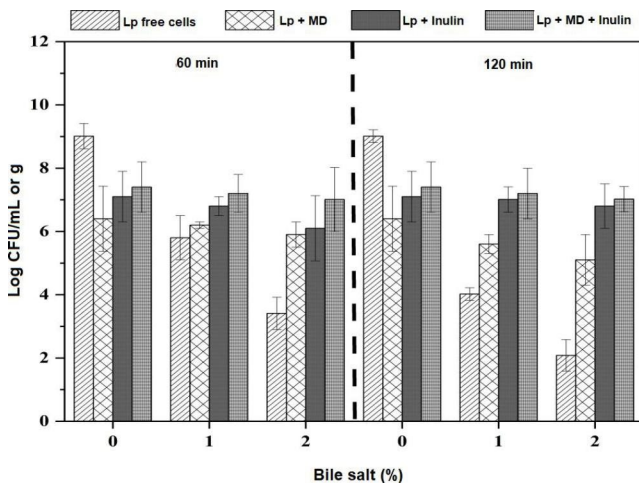 Lp free cells Lp + MD Lp + Inulin Lp + MD + Inulin
12
60 min 120 min
10
8
6
4
2
0
Log CFU/mL or g
0 1 2 0 1 2
Bile salt (%)